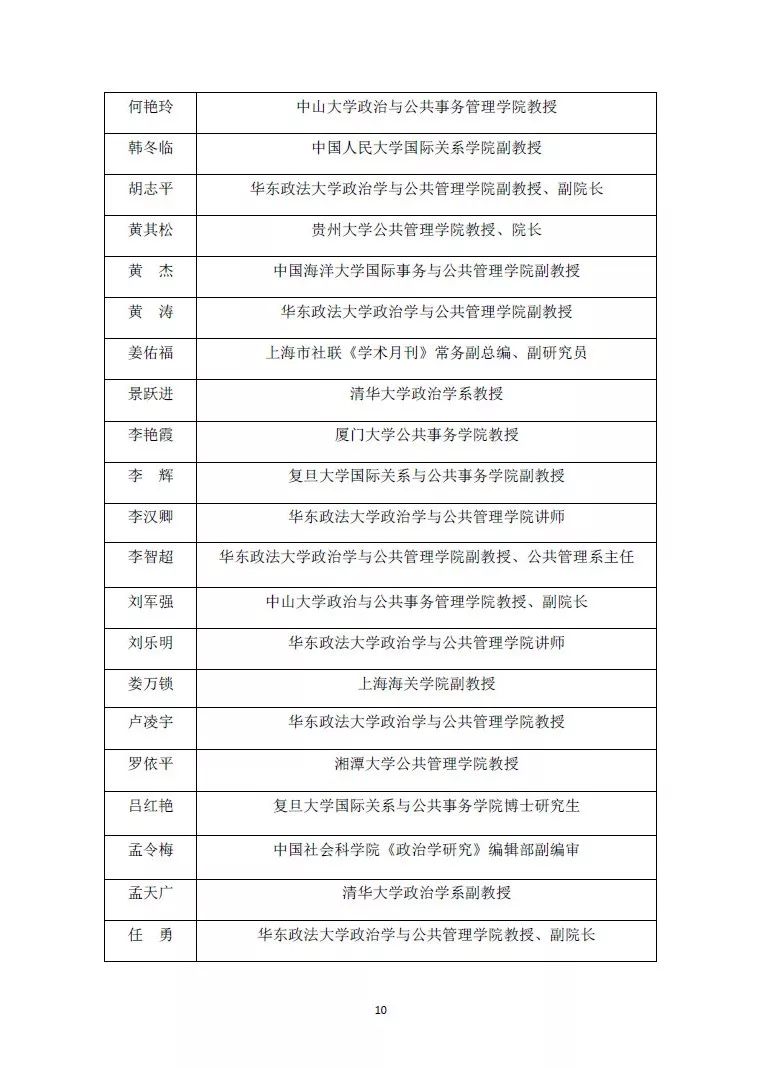 何艳玲 中山大学政治与公共事务管理学院教授
韩冬临 中国人民大学国际关系学院副教授
胡志平 华东政法大学政治学与公共管理学院副教授、副院长
黄其松 贵州大学公共管理学院教授、院长
黄　杰 中国海洋大学国际事务与公共管理学院副教授
黄　涛 华东政法大学政治学与公共管理学院副教授
姜佑福 上海市社联《学术月刊》常务副总编、副研究员
景跃进 清华大学政治学系教授
李艳霞 厦门大学公共事务学院教授
李　辉 复旦大学国际关系与公共事务学院副教授
李汉卿 华东政法大学政治学与公共管理学院讲师
李智超 华东政法大学政治学与公共管理学院副教授、公共管理系主任
刘军强 中山大学政治与公共事务管理学院教授、副院长
刘乐明 华东政法大学政治学与公共管理学院讲师
娄万锁 上海海关学院副教授
卢凌宇 华东政法大学政治学与公共管理学院教授
罗依平 湘潭大学公共管理学院教授
吕红艳 复旦大学国际关系与公共事务学院博士研究生
孟令梅 中国社会科学院《政治学研究》编辑部副编审
孟天广 清华大学政治学系副教授
任　勇 华东政法大学政治学与公共管理学院教授、副院长
10